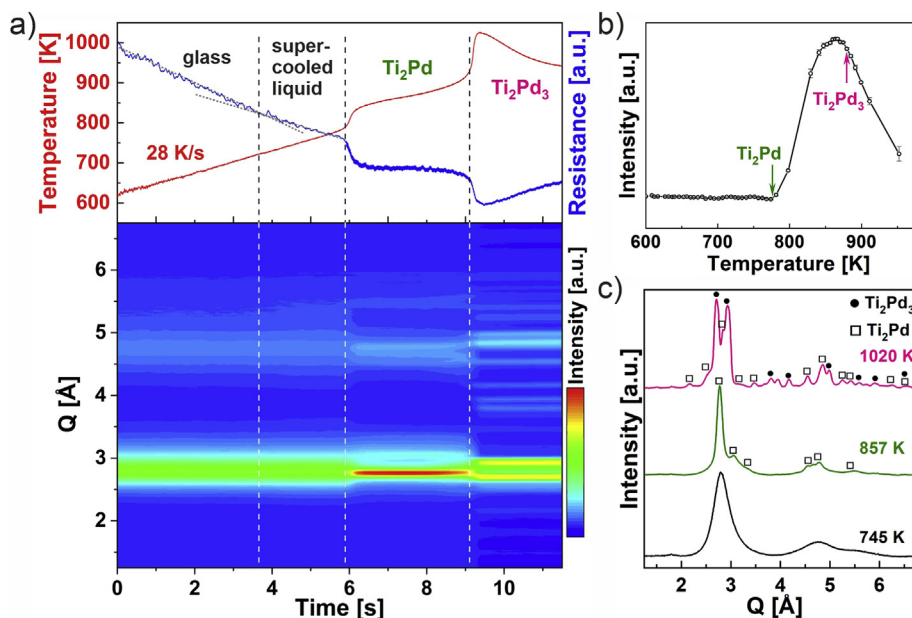 a)
Temperature [K]
1000
900
800
700
600
glass
super-
cooled
liquid
Ti₂Pd
Ti₂Pd₃
28 K/s
Resistance [a.u.]
Q [Å]
6
5
4
3
2
Intensity [a.u.]
0 2 4 6 8 10
Time [s]
b)
Intensity [a.u.]
Ti₂Pd₃
Ti₂Pd
600 700 800 900
Temperature [K]
c)
Intensity [a.u.]
● Ti₂Pd₃
□ Ti₂Pd
1020 K
857 K
745 K
2 3 4 5 6
Q [Å]